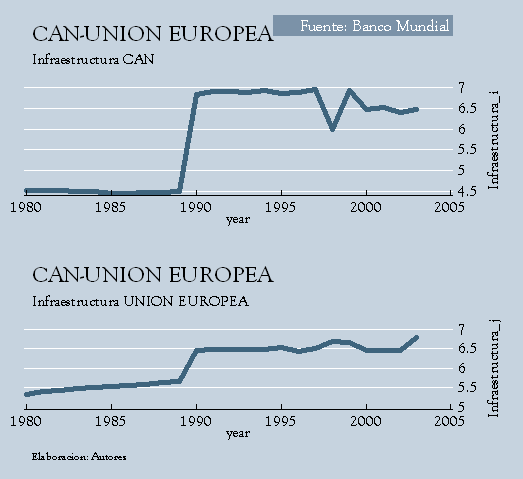 CAN-UNION EUROPEA
Fuente: Banco Mundial
Infraestructura CAN
7
6.5
6
5.5
5
4.5
Infraestructura_i
1980 1985 1990 1995 2000 2005
year
CAN-UNION EUROPEA
Infraestructura UNION EUROPEA
7
6.5
6
5.5
5
Infraestructura_j
1980 1985 1990 1995 2000 2005
year
Elaboracion: Autores